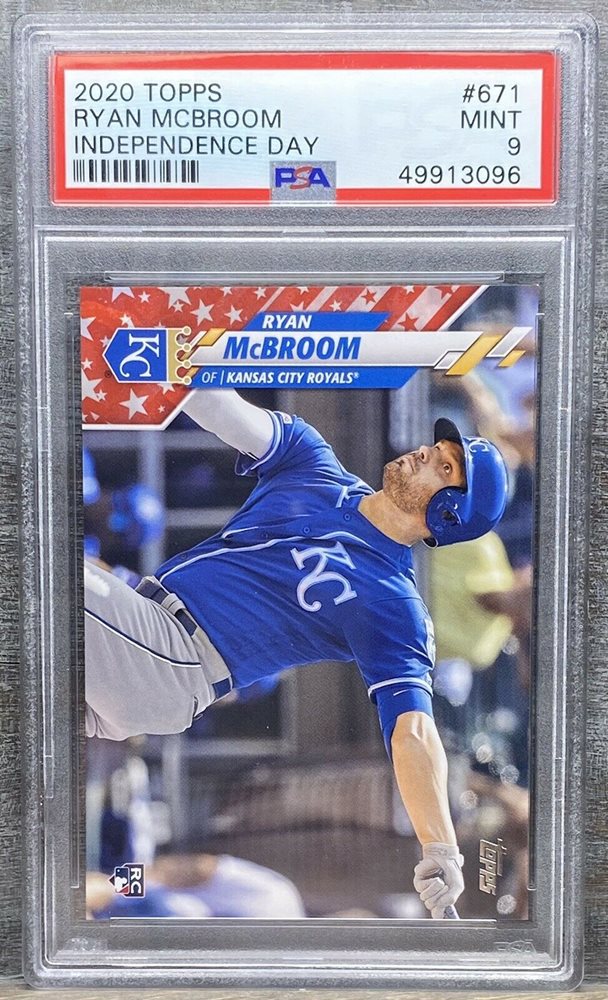 2020 TOPPS #671
RYAN MCBROOM MINT
INDEPENDENCE DAY 9
PSA 49913096
RYAN
McBROOM
KC
OF | KANSAS CITY ROYALS®
KC
KC
Topps
RC